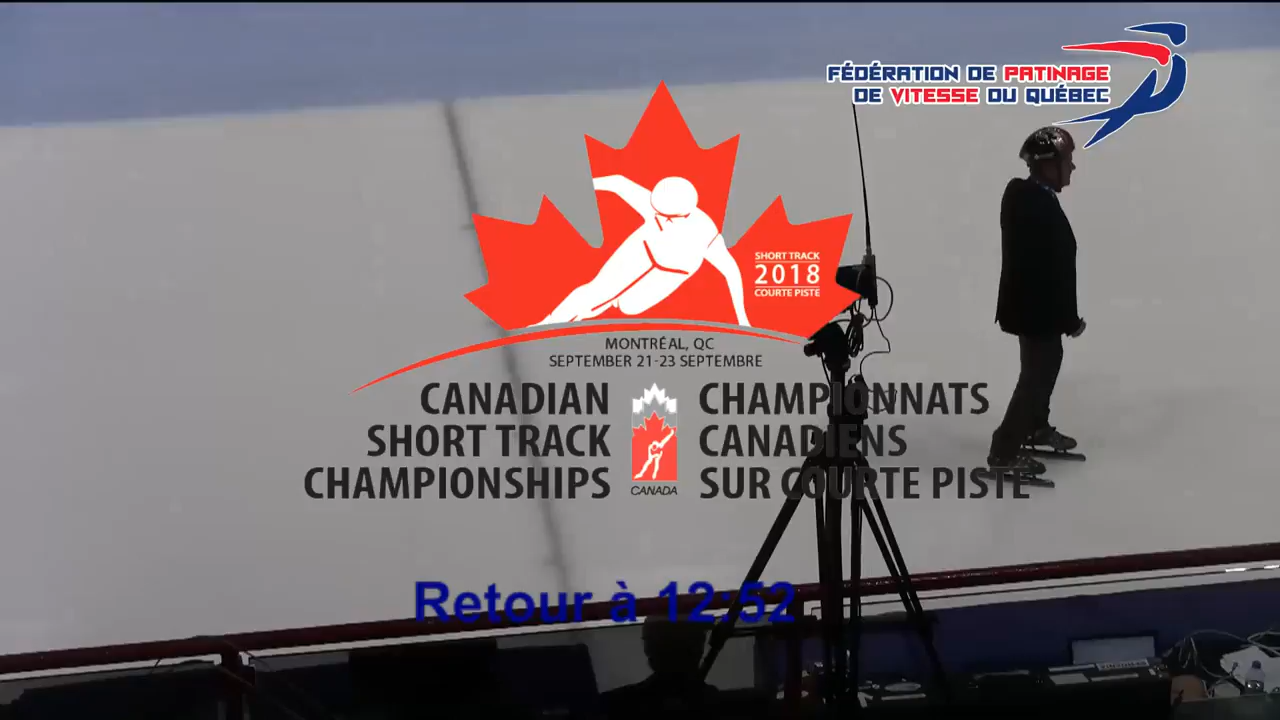 FÉDÉRATION DE PATINAGE
DE VITESSE DU QUÉBEC
SHORT TRACK
2018
COURTE PISTE
MONTRÉAL, QC
SEPTEMBER 21-23 SEPTEMBRE
CANADIAN
SHORT TRACK
CHAMPIONSHIPS
CANADA
CHAMPIONNATS
CANADIENS
SUR COURTE PISTE
Retour à 12:52